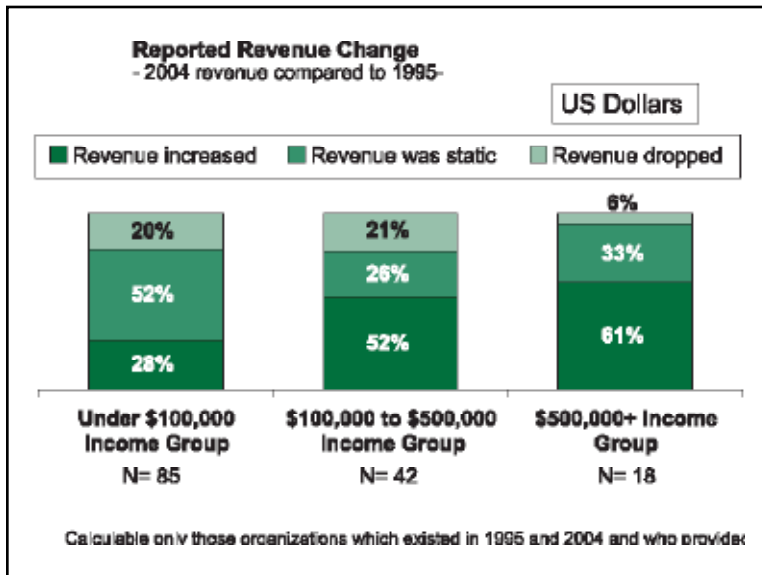 Reported Revenue Change
- 2004 revenue compared to 1995-
US Dollars
Revenue increased Revenue was static Revenue dropped
20% 21% 6%
52% 26% 33%
28% 52% 61%
Under $100,000 $100,000 to $500,000 $500,000+ Income
Income Group Income Group Group
N= 85 N= 42 N= 18
Calculable only those organizations which existed in 1995 and 2004 and who provided